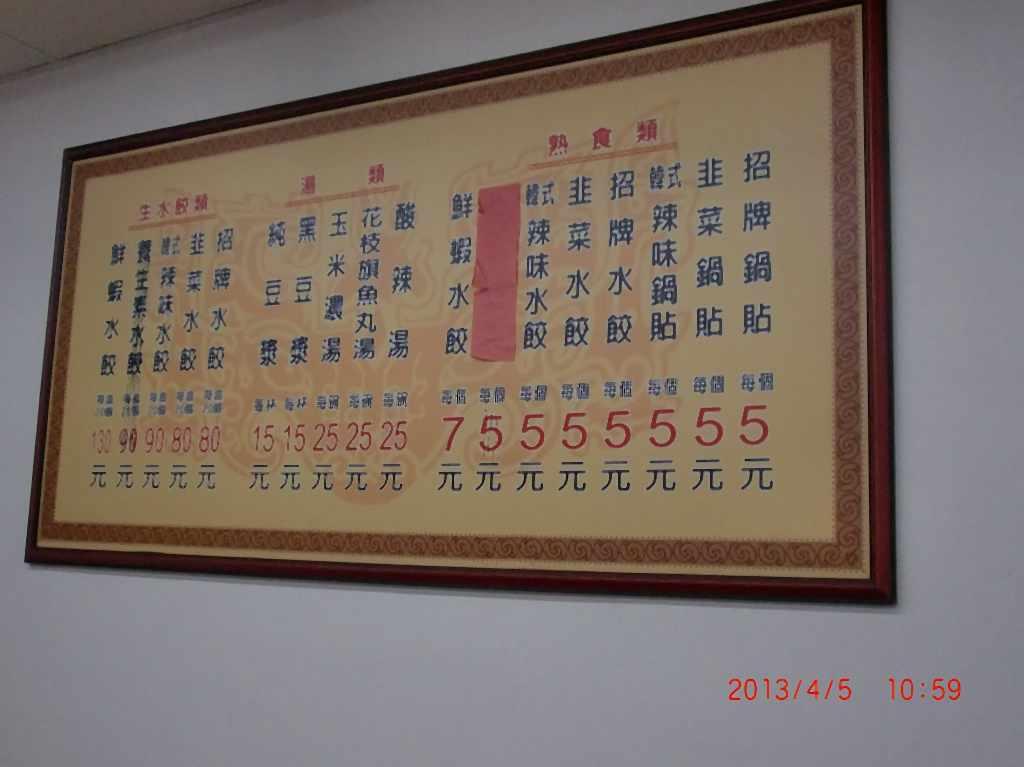 熟食類
招牌鍋貼 每個 5元
韭菜鍋貼 每個 5元
韓式辣味鍋貼 每個 5元
招牌水餃 每個 5元
韭菜水餃 每個 5元
韓式辣味水餃 每個 5元
每個 5元
鮮蝦水餃 每個 7元
湯類
酸辣湯 每碗 25元
花枝旗魚丸湯 每碗 25元
玉米濃湯 每碗 25元
黑豆漿 每杯 15元
純豆漿 每杯 15元
生水餃類
招牌水餃 80元
韭菜水餃 80元
韓式辣味水餃 90元
養生素水餃 90元
鮮蝦水餃 130元
2013/4/5 10:59